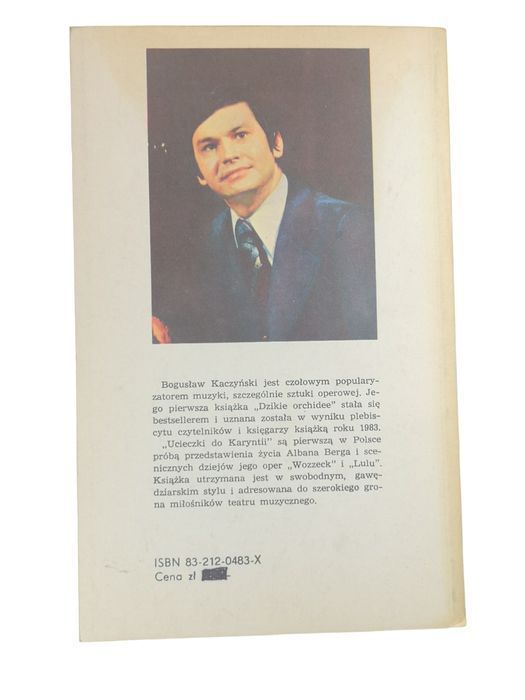 Bogusław Kaczyński jest czołowym populary-
zatorem muzyki, szczególnie sztuki operowej. Je-
go pierwsza książka „Dzikie orchidee" stała się
bestsellerem i uznana została w wyniku plebis-
cytu czytelników i księgarzy książką roku 1983.
„Ucieczki do Karyntii" są pierwszą w Polsce
próbą przedstawienia życia Albana Berga i sce-
nicznych dziejów jego oper „Wozzeck" i „Lulu".
Książka utrzymana jest w swobodnym, gawę-
dziarskim stylu i adresowana do szerokiego gro-
na miłośników teatru muzycznego.
ISBN 83-212-0483-X
Cena zł